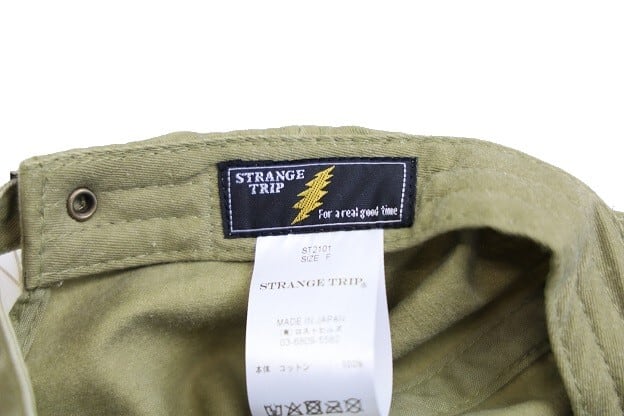 STRANGE
TRIP
For a real good time
ST2101
SIZE F
STRANGE TRIP®
MADE IN JAPAN
03-6809-5582
本体 コットン 100%